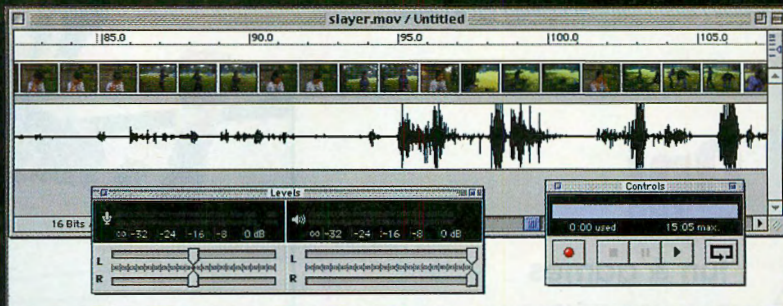 slayer.mov / Untitled
85.0 90.0 95.0 100.0 105.0
Levels
∞ -32 -24 -16 -8 0 dB
∞ -32 -24 -16 -8 0 dB
L
R
L
R
Controls
0:00 used 15:05 max.
16 Bits